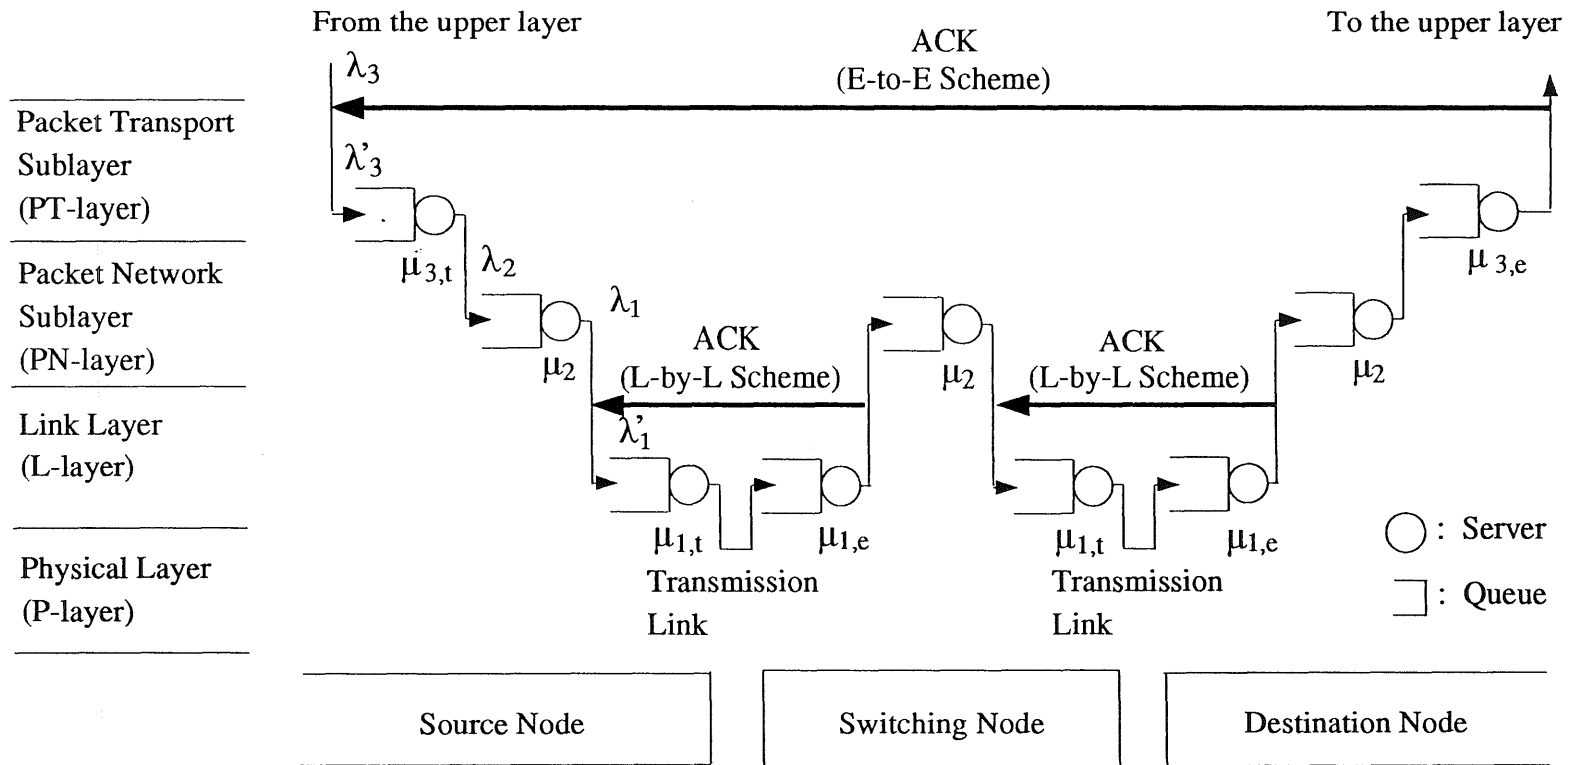 From the upper layer
To the upper layer
ACK
(E-to-E Scheme)
λ3
Packet Transport
Sublayer
(PT-layer)
λ'3
μ3,t
μ3,e
Packet Network
Sublayer
(PN-layer)
λ2
λ1
μ2
μ2
μ2
ACK
(L-by-L Scheme)
ACK
(L-by-L Scheme)
Link Layer
(L-layer)
λ'1
μ1,t
μ1,e
μ1,t
μ1,e
: Server
: Queue
Physical Layer
(P-layer)
Transmission
Link
Transmission
Link
Source Node
Switching Node
Destination Node